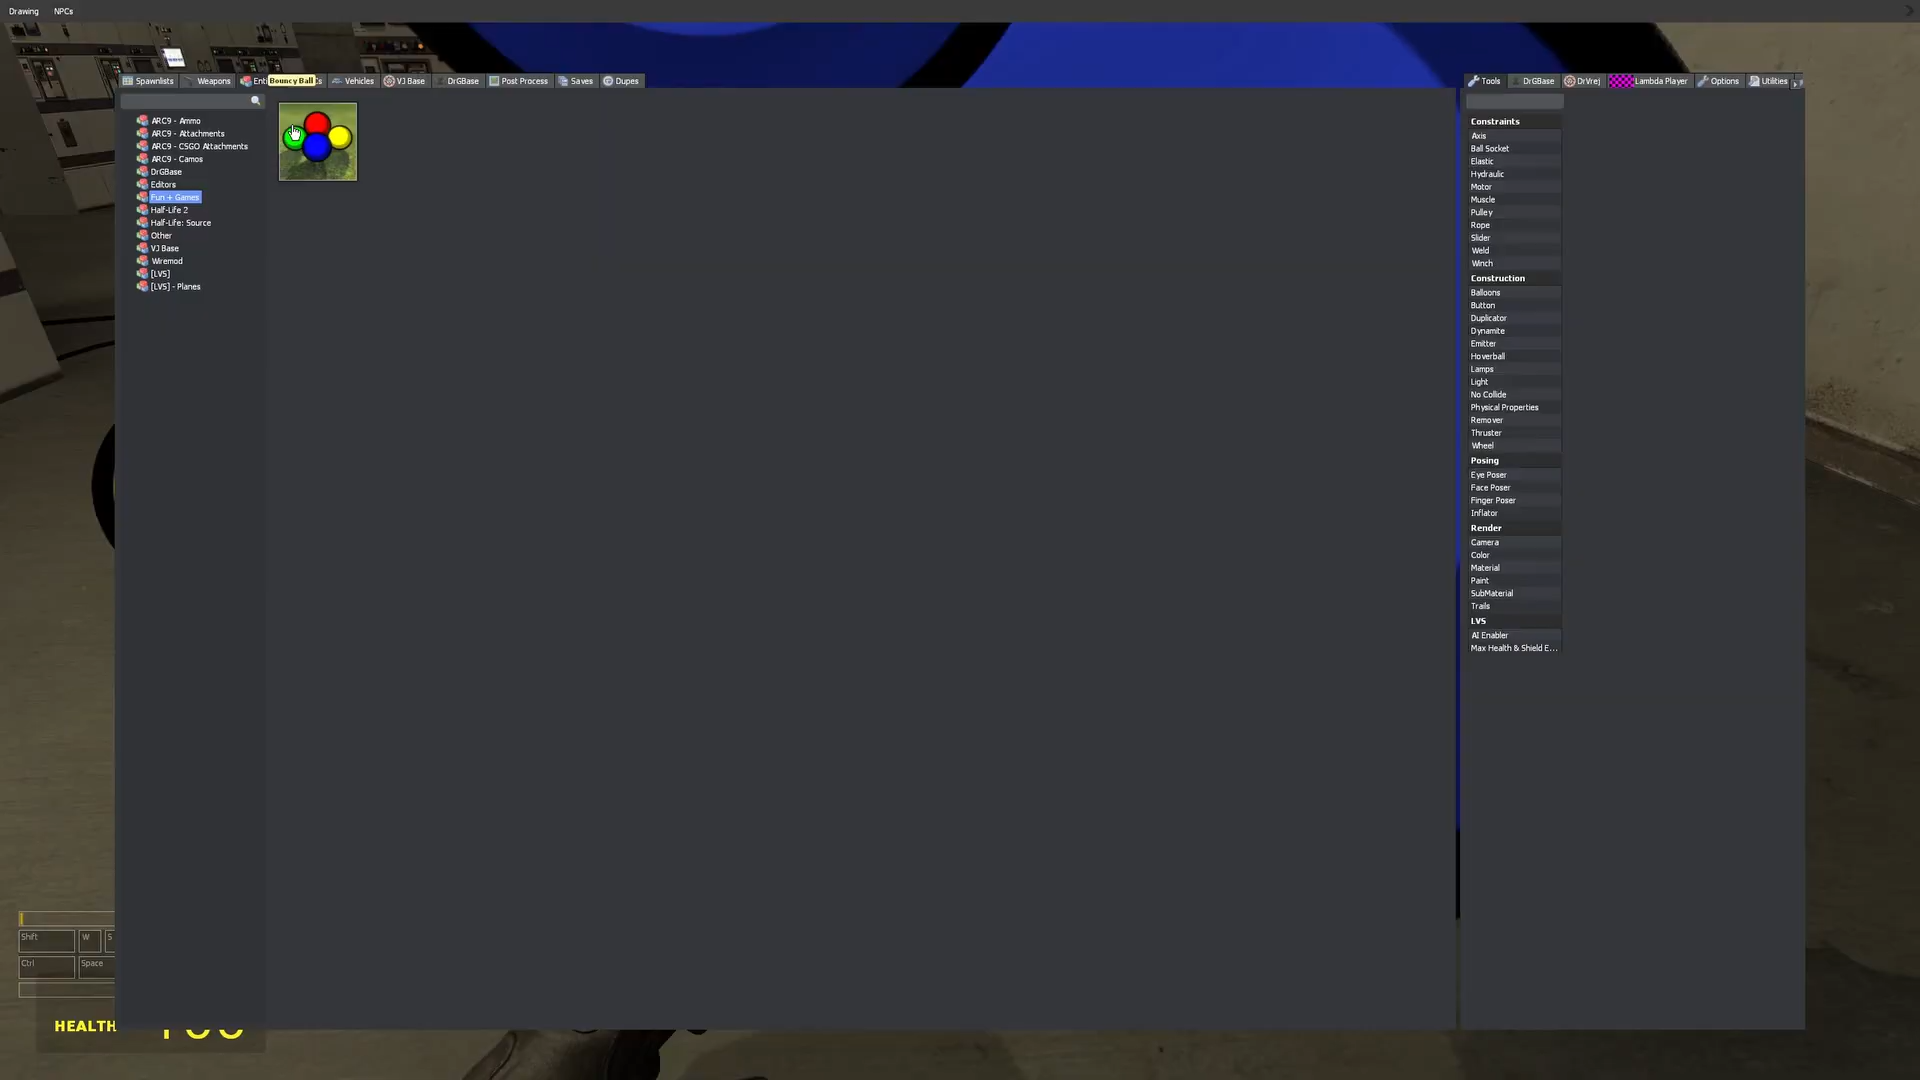 Drawing NPCs
Spawnlists Weapons Ent Bouncy Ball Vehicles VJ Base DrGBase Post Process Saves Dupes
ARC9 - Ammo
ARC9 - Attachments
ARC9 - CSGO Attachments
ARC9 - Camos
DrGBase
Editors
Fun + Games
Half-Life 2
Half-Life: Source
Other
VJ Base
Wiremod
[LVS]
[LVS] - Planes
Tools DrGBase DrVrej Lambda Player Options Utilities
Constraints
Axis
Ball Socket
Elastic
Hydraulic
Motor
Muscle
Pulley
Rope
Slider
Weld
Winch
Construction
Balloons
Button
Duplicator
Dynamite
Emitter
Hoverball
Lamps
Light
No Collide
Physical Properties
Remover
Thruster
Wheel
Posing
Eye Poser
Face Poser
Finger Poser
Inflator
Render
Camera
Color
Material
Paint
SubMaterial
Trails
LVS
AI Enabler
Max Health & Shield E...
Shift W S
Ctrl Space
HEALTH